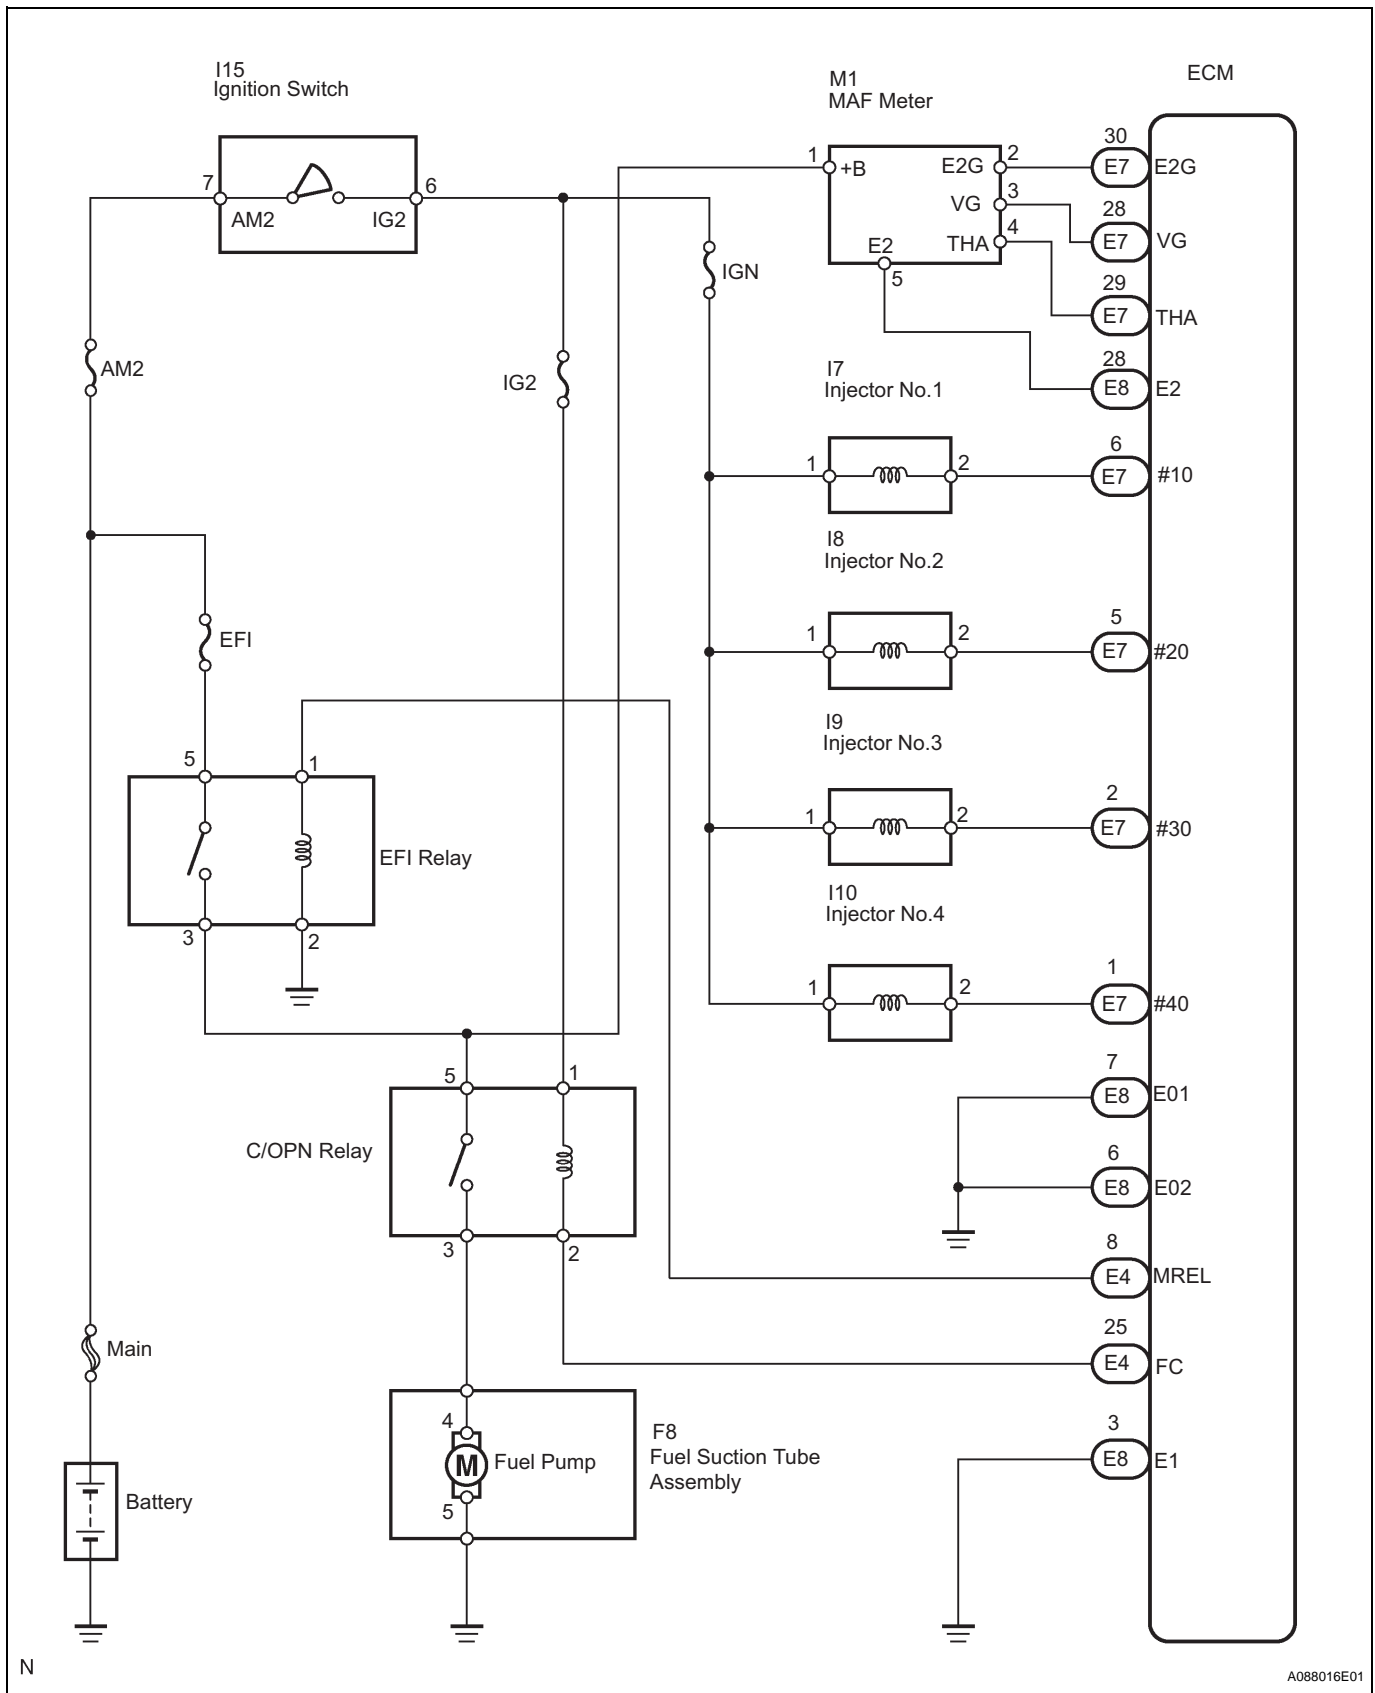 I15
Ignition Switch
M1
MAF Meter
ECM
7
AM2
IG2
6
1
+B
E2G
2
VG
3
THA
4
E2
5
30
E7
E2G
28
E7
VG
29
E7
THA
28
E8
E2
AM2
IG2
IGN
I7
Injector No.1
1
2
6
E7
#10
I8
Injector No.2
1
2
5
E7
#20
EFI
I9
Injector No.3
1
2
2
E7
#30
5
1
EFI Relay
3
2
I10
Injector No.4
1
2
1
E7
#40
5
1
C/OPN Relay
3
2
7
E8
E01
6
E8
E02
8
E4
MREL
25
E4
FC
3
E8
E1
Main
Battery
4
M
Fuel Pump
5
F8
Fuel Suction Tube
Assembly
N
A088016E01